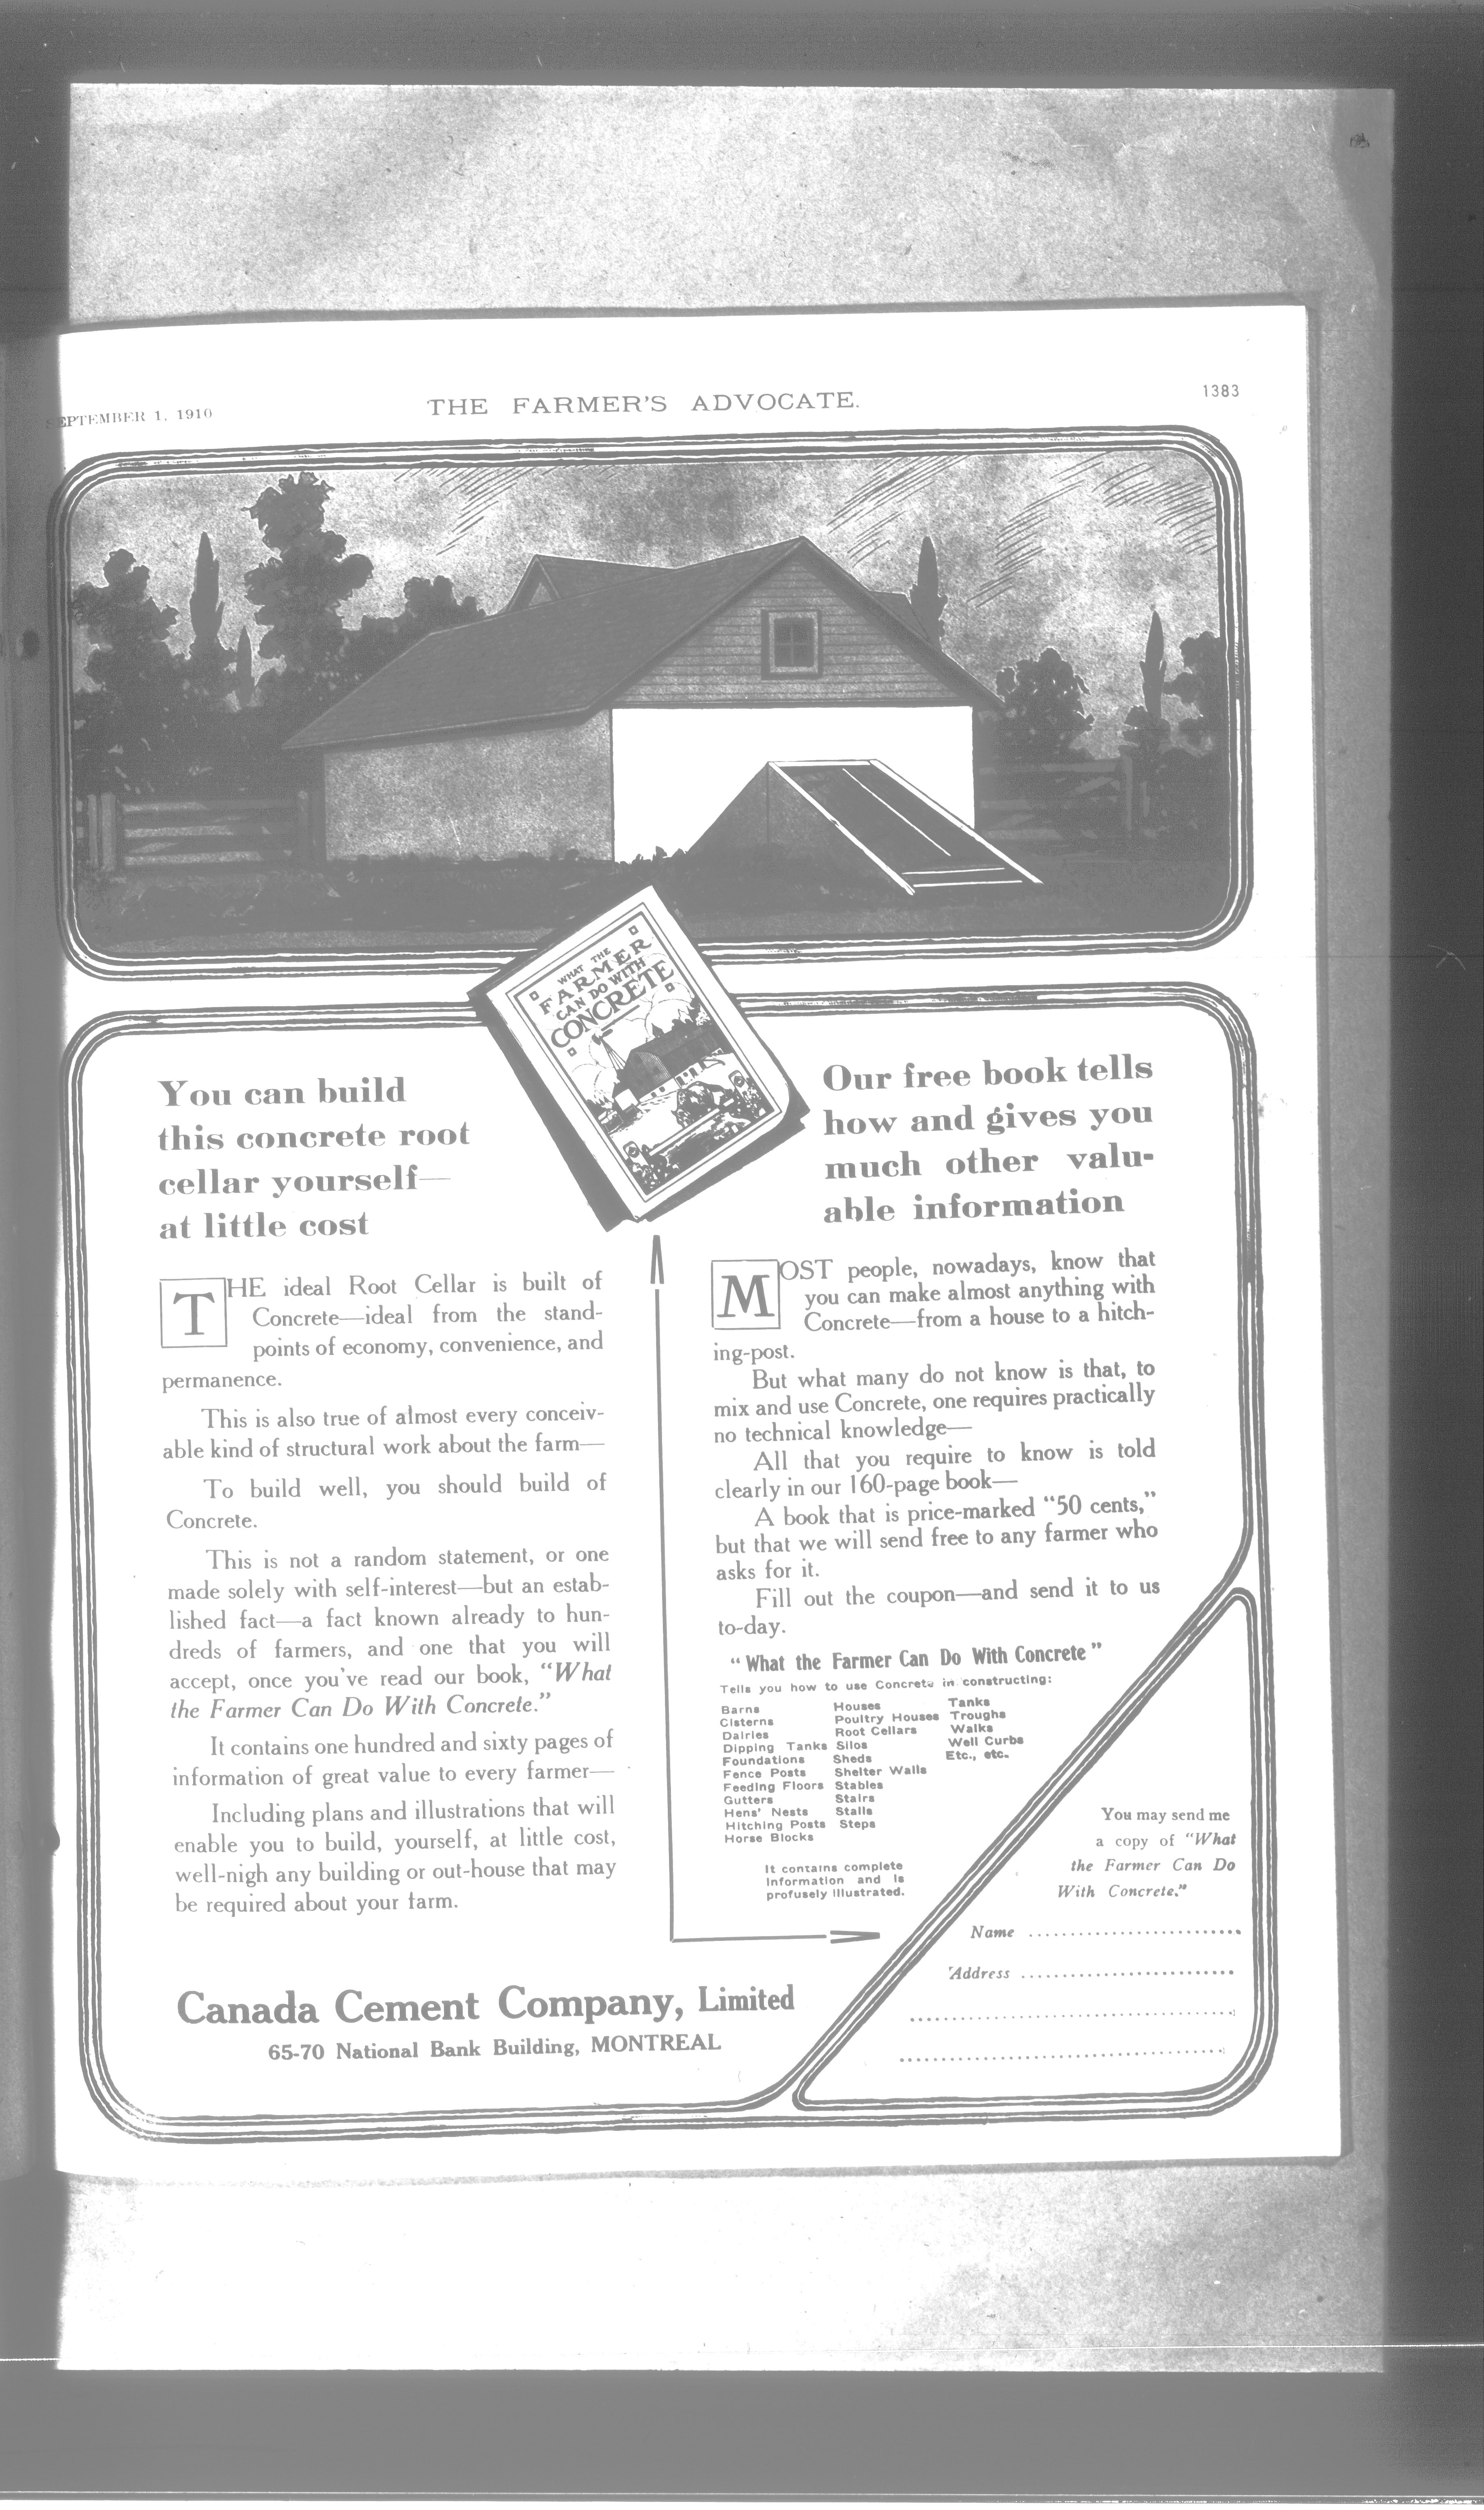 SEPTEMBER 1, 1910
THE FARMER'S ADVOCATE.
1383
WHAT THE
FARMER
CAN DO WITH
CONCRETE
You can build
this concrete root
cellar yourself—
at little cost
THE ideal Root Cellar is built of
Concrete—ideal from the stand-
points of economy, convenience, and
permanence.
This is also true of almost every conceiv-
able kind of structural work about the farm—
To build well, you should build of
Concrete.
This is not a random statement, or one
made solely with self-interest—but an estab-
lished fact—a fact known already to hun-
dreds of farmers, and one that you will
accept, once you've read our book, "What
the Farmer Can Do With Concrete."
It contains one hundred and sixty pages of
information of great value to every farmer—
Including plans and illustrations that will
enable you to build, yourself, at little cost,
well-nigh any building or out-house that may
be required about your farm.
Our free book tells
how and gives you
much other valu-
able information
MOST people, nowadays, know that
you can make almost anything with
Concrete—from a house to a hitch-
ing-post.
But what many do not know is that, to
mix and use Concrete, one requires practically
no technical knowledge—
All that you require to know is told
clearly in our 160-page book—
A book that is price-marked "50 cents,"
but that we will send free to any farmer who
asks for it.
Fill out the coupon—and send it to us
to-day.
"What the Farmer Can Do With Concrete"
Tells you how to use Concrete in constructing:
Barns
Cisterns
Dairies
Dipping Tanks
Foundations
Fence Posts
Feeding Floors
Gutters
Hens' Nests
Hitching Posts
Horse Blocks
Houses
Poultry Houses
Root Cellars
Silos
Sheds
Shelter Walls
Stables
Stairs
Stalls
Steps
Tanks
Troughs
Walks
Well Curbs
Etc., etc.
It contains complete
information and is
profusely illustrated.
You may send me
a copy of "What
the Farmer Can Do
With Concrete."
Name
Address
Canada Cement Company, Limited
65-70 National Bank Building, MONTREAL